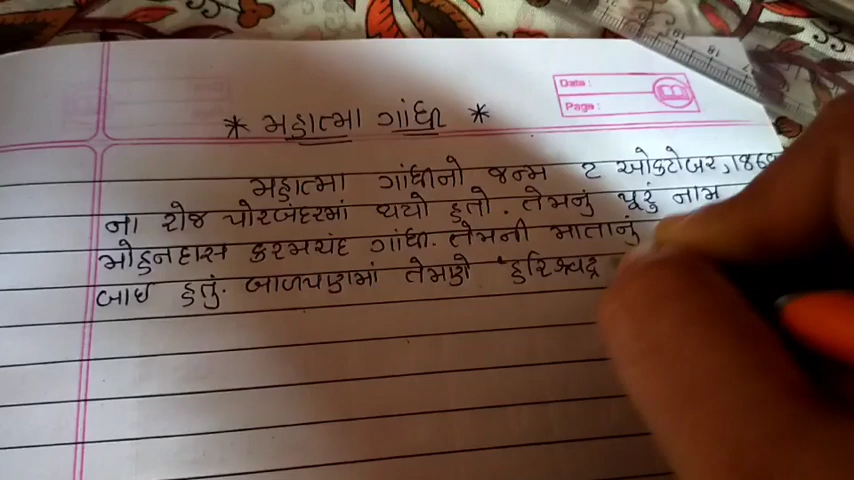 Date :
Page :
* મહાત્મા ગાંધી *
મહાત્મા ગાંધીનો જન્મ ૨ ઓક્ટોબર, ૧૮૬૯
ના રોજ પોરબંદરમાં થયો હતો. તેમનું પૂરું નામ
મોહનદાસ કરમચંદ ગાંધી. તેમની માતાનું
બાઇ હતું. બાળપણમાં તેમણે 'હરિશ્ચંદ્ર